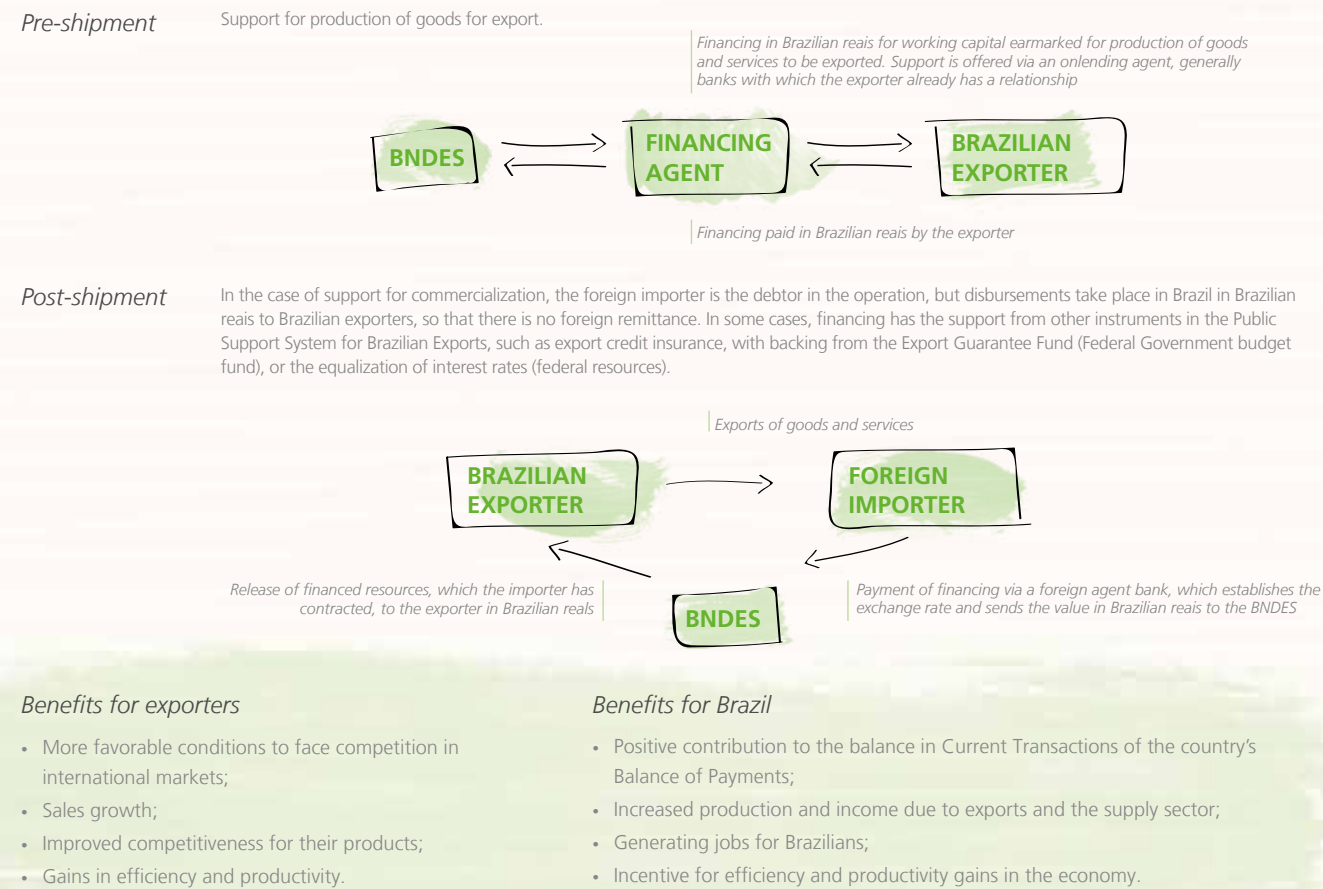 Pre-shipment
Support for production of goods for export.
Financing in Brazilian reais for working capital earmarked for production of goods
and services to be exported. Support is offered via an onlending agent, generally
banks with which the exporter already has a relationship
BNDES
FINANCING
AGENT
BRAZILIAN
EXPORTER
Financing paid in Brazilian reais by the exporter
Post-shipment
In the case of support for commercialization, the foreign importer is the debtor in the operation, but disbursements take place in Brazil in Brazilian
reais to Brazilian exporters, so that there is no foreign remittance. In some cases, financing has the support from other instruments in the Public
Support System for Brazilian Exports, such as export credit insurance, with backing from the Export Guarantee Fund (Federal Government budget
fund), or the equalization of interest rates (federal resources).
Exports of goods and services
BRAZILIAN
EXPORTER
FOREIGN
IMPORTER
Release of financed resources, which the importer has
contracted, to the exporter in Brazilian reals
BNDES
Payment of financing via a foreign agent bank, which establishes the
exchange rate and sends the value in Brazilian reais to the BNDES
Benefits for exporters
• More favorable conditions to face competition in
international markets;
• Sales growth;
• Improved competitiveness for their products;
• Gains in efficiency and productivity.
Benefits for Brazil
• Positive contribution to the balance in Current Transactions of the country's
Balance of Payments;
• Increased production and income due to exports and the supply sector;
• Generating jobs for Brazilians;
• Incentive for efficiency and productivity gains in the economy.